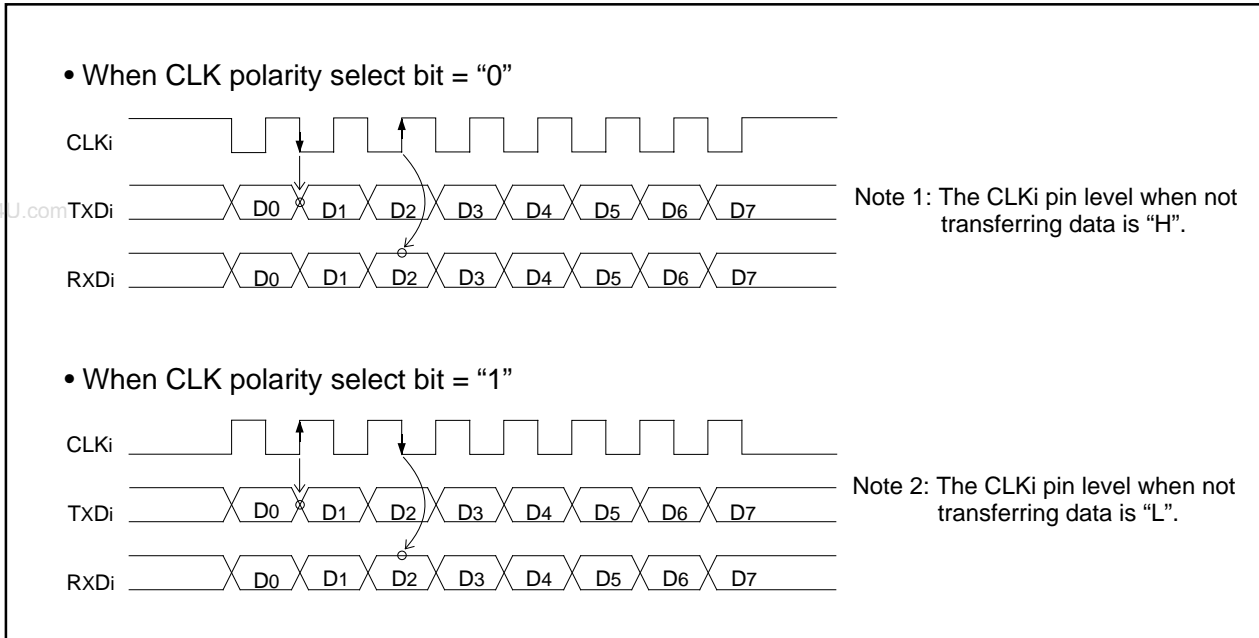 • When CLK polarity select bit = “0”
CLKi
4U.com
TXDi D0 D1 D2 D3 D4 D5 D6 D7
RXDi D0 D1 D2 D3 D4 D5 D6 D7
Note 1: The CLKi pin level when not
transferring data is “H”.
• When CLK polarity select bit = “1”
CLKi
TXDi D0 D1 D2 D3 D4 D5 D6 D7
RXDi D0 D1 D2 D3 D4 D5 D6 D7
Note 2: The CLKi pin level when not
transferring data is “L”.